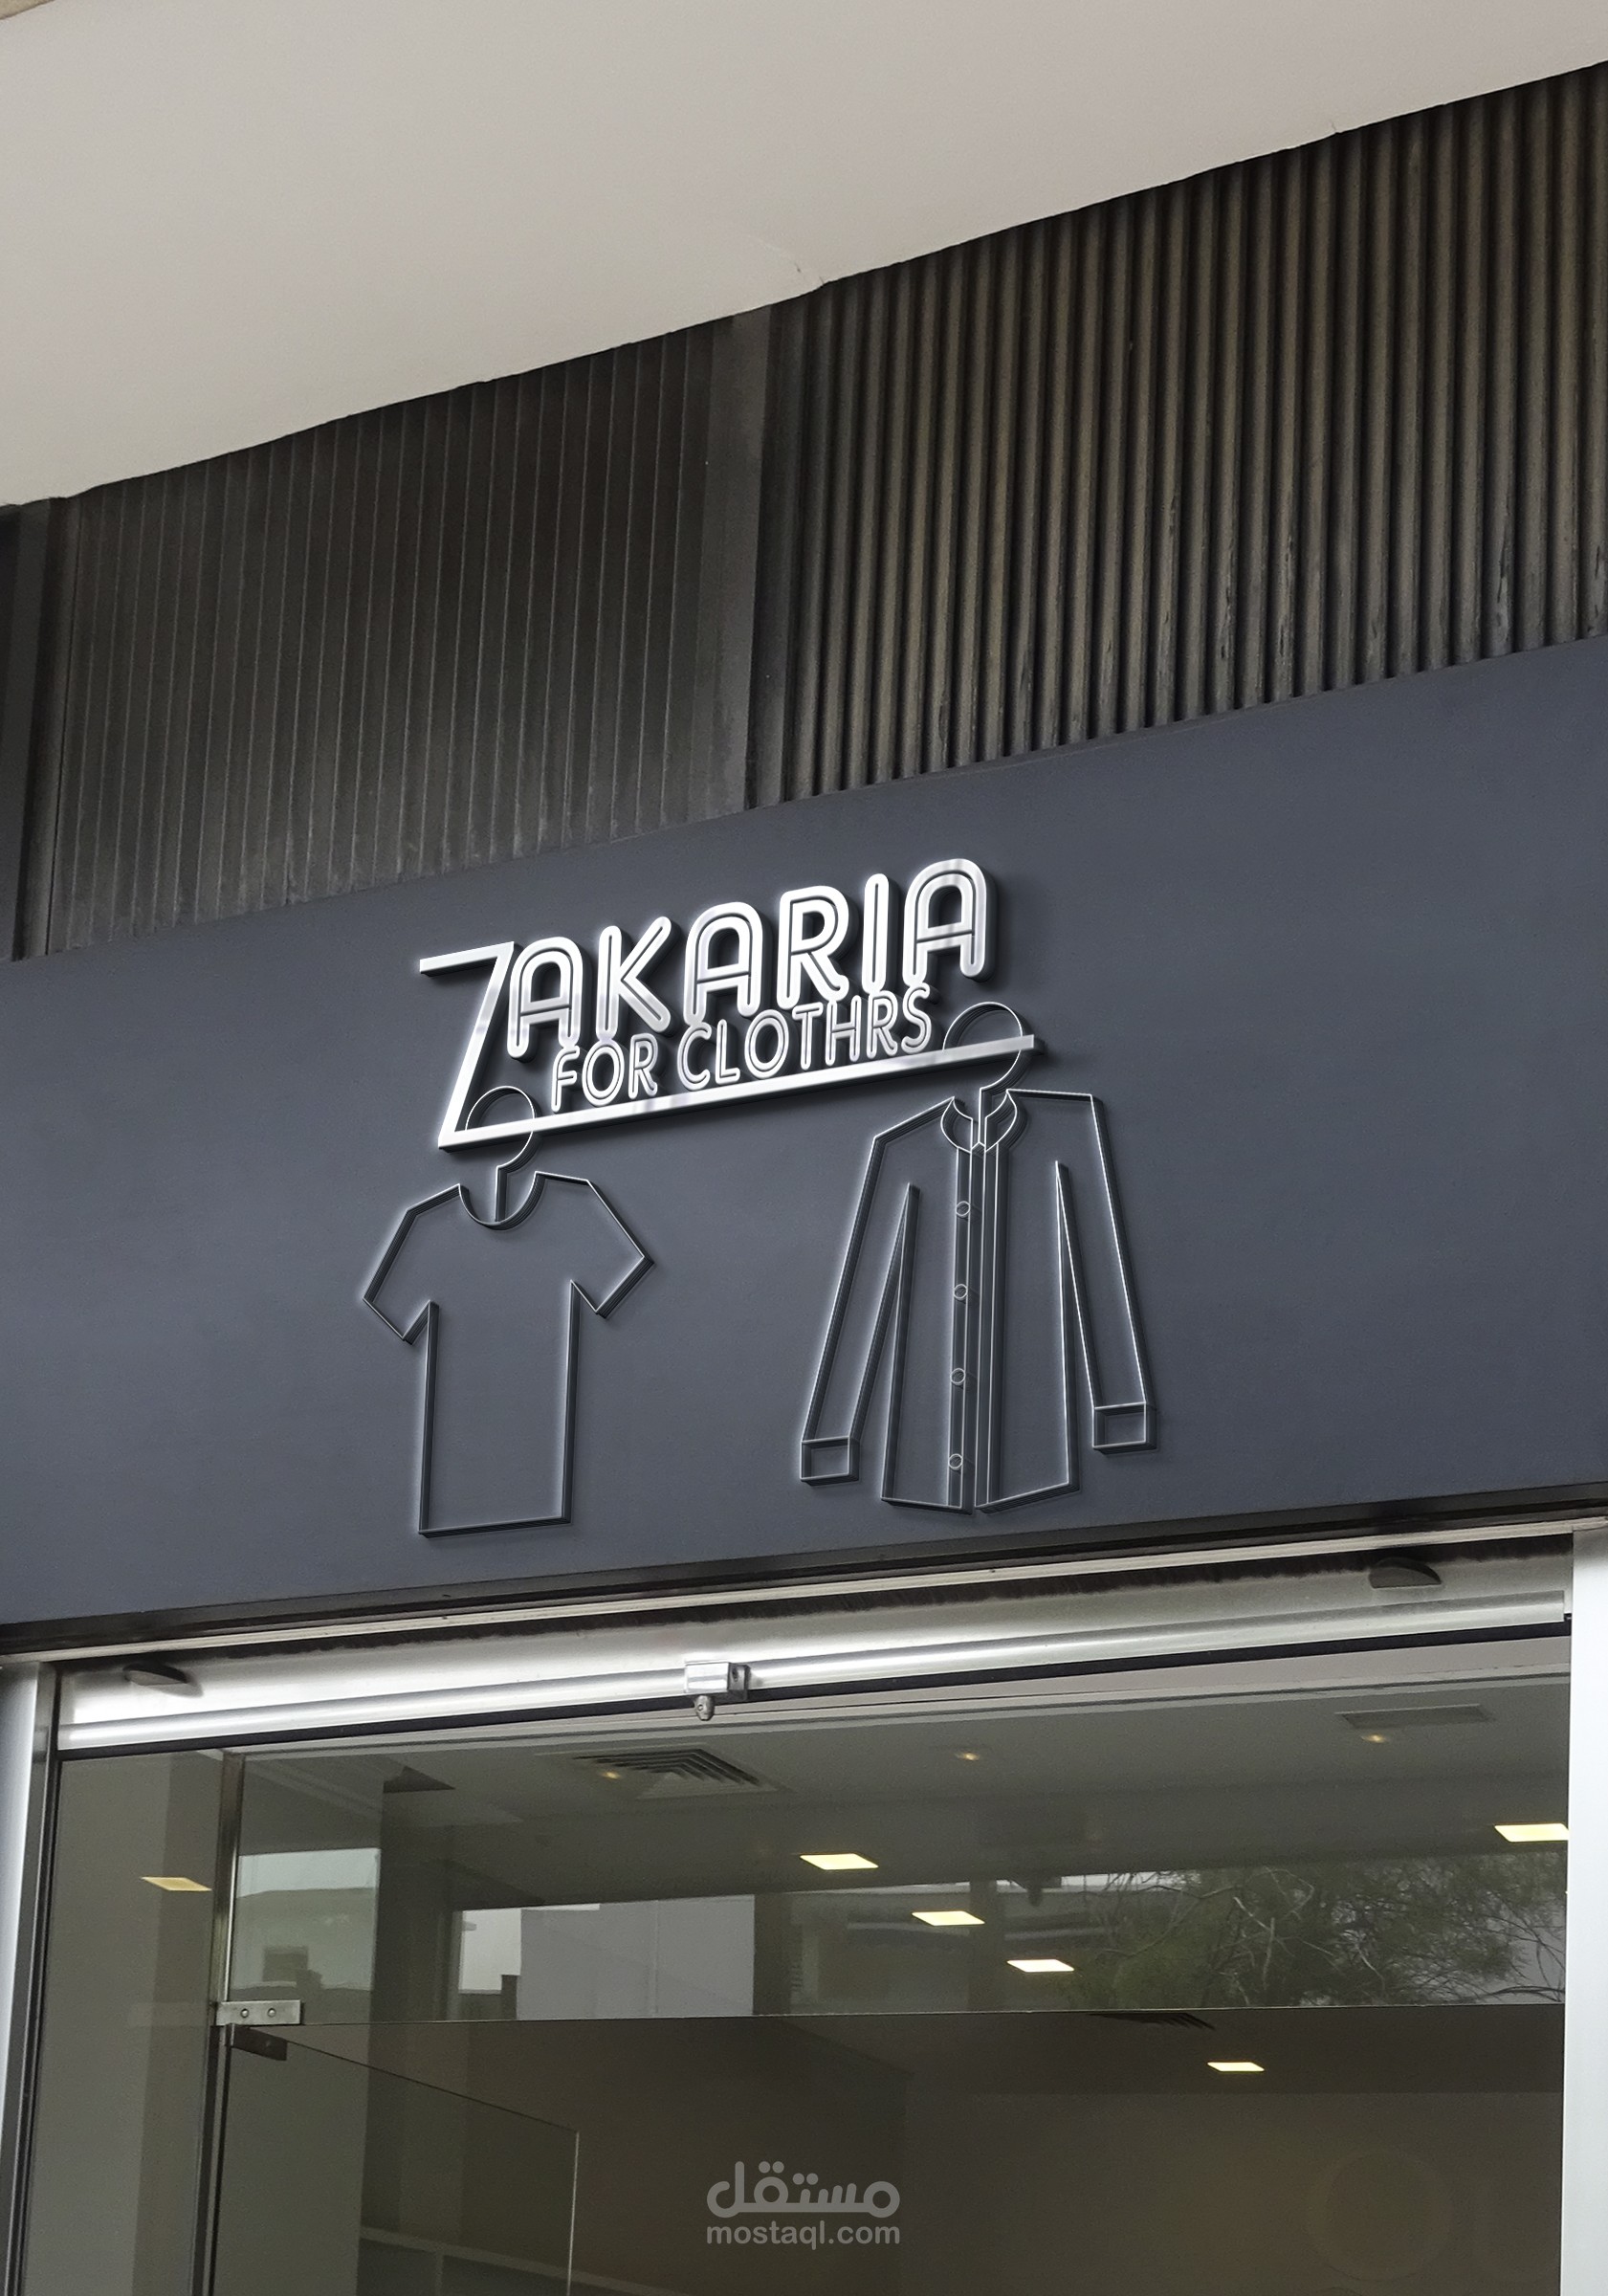 ZAKARIA
FOR CLOTHRS
مستقل
mostaql.com